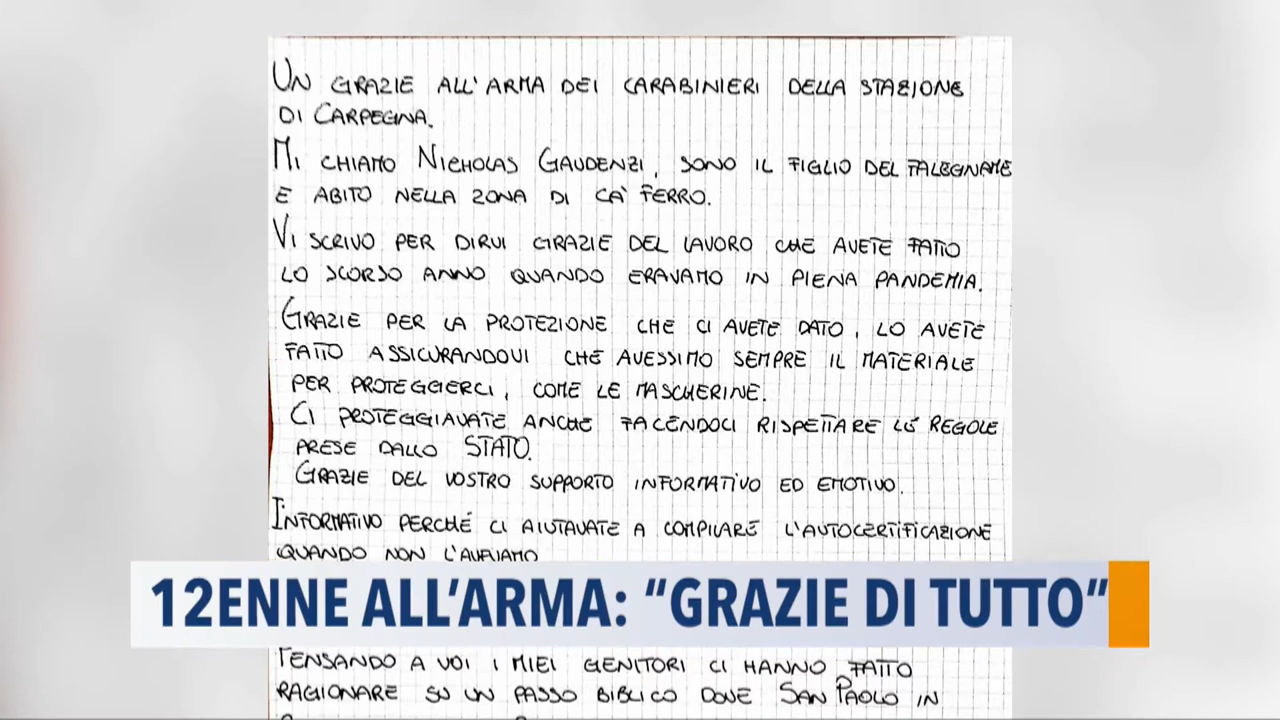 UN GRAZIE ALL'ARMA DEI CARABINIERI DELLA STAZIONE
DI CARPEGNA.
MI CHIAMO NICHOLAS GAUDENZI, SONO IL FIGLIO DEL FALEGNAME
E ABITO NELLA ZONA DI CA' FERRO.
VI SCRIVO PER DIRVI GRAZIE DEL LAVORO CHE AVETE FATTO
LO SCORSO ANNO QUANDO ERAVAMO IN PIENA PANDEMIA.
GRAZIE PER LA PROTEZIONE CHE CI AVETE DATO, LO AVETE
FATTO ASSICURANDOVI CHE AVESSIMO SEMPRE IL MATERIALE
PER PROTEGGIERCI, COME LE MASCHERINE.
CI PROTEGGIAVATE ANCHE FACENDOCI RISPETTARE LE REGOLE
PRESE DALLO STATO.
GRAZIE DEL VOSTRO SUPPORTO INFORMATIVO ED EMOTIVO.
INFORMATIVO PERCHÉ CI AIUTAVATE A COMPILARE L'AUTOCERTIFICAZIONE
QUANDO NON L'AVEVAMO
12ENNE ALL'ARMA: “GRAZIE DI TUTTO”
PENSANDO A VOI I MIEI GENITORI CI HANNO FATTO
RAGIONARE SU UN PASSO BIBLICO DOVE SAN PAOLO IN